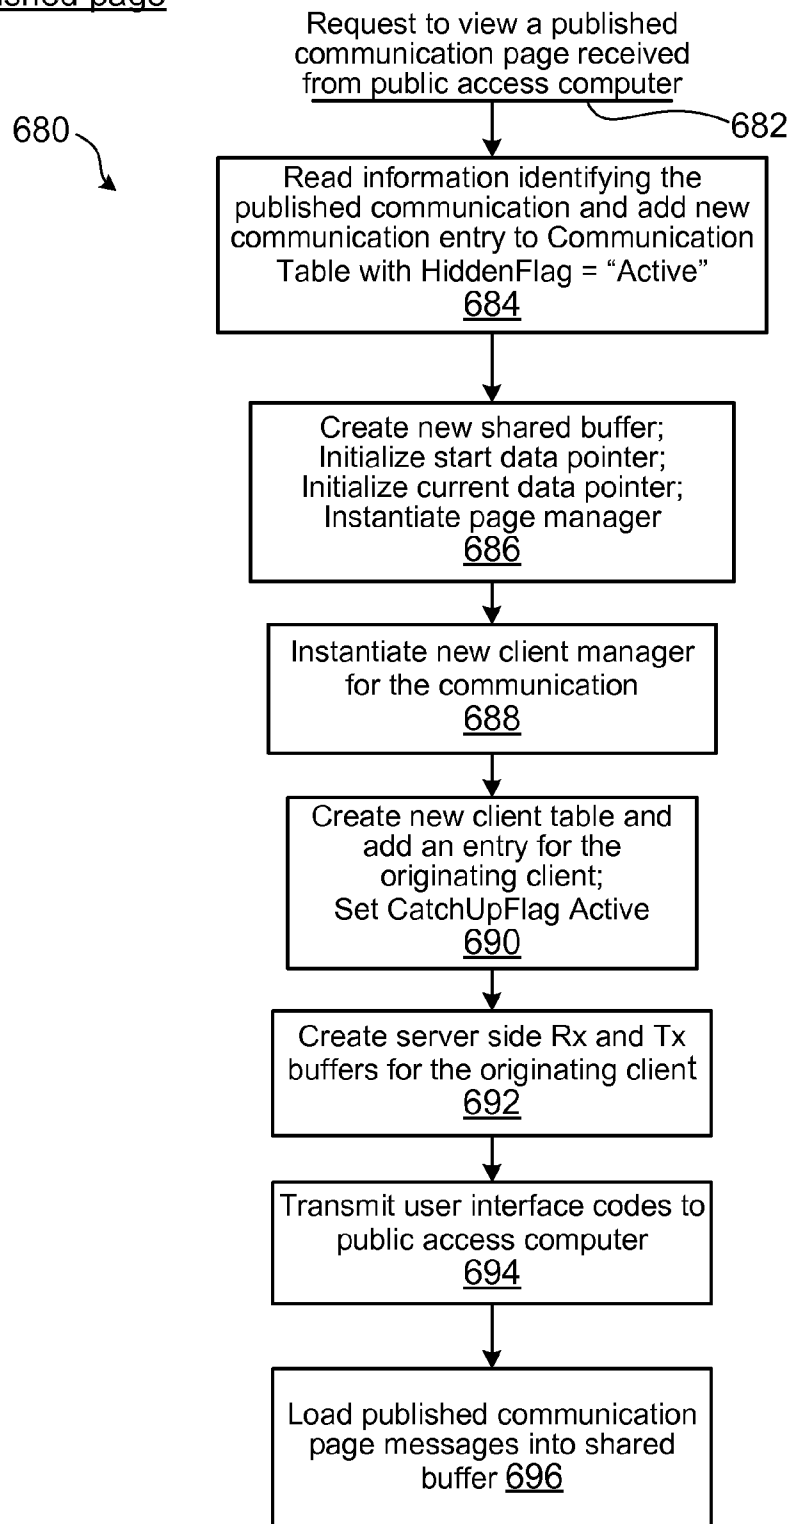 page
Request to view a published
communication page received
from public access computer
680
682
Read information identifying the
published communication and add new
communication entry to Communication
Table with HiddenFlag = “Active”
684
Create new shared buffer;
Initialize start data pointer;
Initialize current data pointer;
Instantiate page manager
686
Instantiate new client manager
for the communication
688
Create new client table and
add an entry for the
originating client;
Set CatchUpFlag Active
690
Create server side Rx and Tx
buffers for the originating client
692
Transmit user interface codes to
public access computer
694
Load published communication
page messages into shared
buffer 696